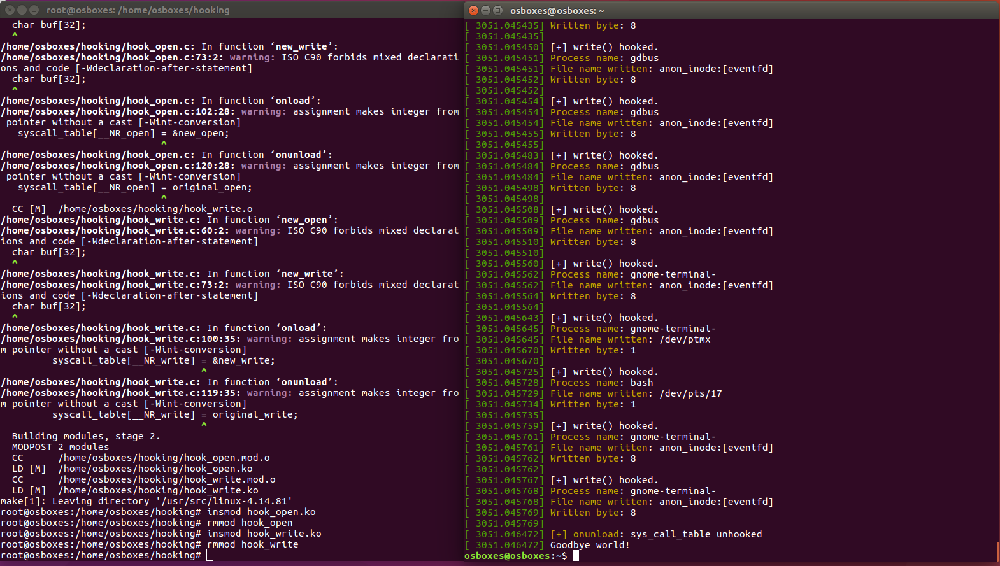 root@osboxes: /home/osboxes/hooking
  char buf[32];
  ^
/home/osboxes/hooking/hook_open.c: In function ‘new_write’:
/home/osboxes/hooking/hook_open.c:73:2: warning: ISO C90 forbids mixed declarati
ons and code [-Wdeclaration-after-statement]
  char buf[32];
  ^
/home/osboxes/hooking/hook_open.c: In function ‘onload’:
/home/osboxes/hooking/hook_open.c:102:28: warning: assignment makes integer from
 pointer without a cast [-Wint-conversion]
   syscall_table[__NR_open] = &new_open;
                            ^
/home/osboxes/hooking/hook_open.c: In function ‘onunload’:
/home/osboxes/hooking/hook_open.c:120:28: warning: assignment makes integer from
 pointer without a cast [-Wint-conversion]
   syscall_table[__NR_open] = original_open;
                            ^
  CC [M]  /home/osboxes/hooking/hook_write.o
/home/osboxes/hooking/hook_write.c: In function ‘new_open’:
/home/osboxes/hooking/hook_write.c:60:2: warning: ISO C90 forbids mixed declarat
ions and code [-Wdeclaration-after-statement]
  char buf[32];
  ^
/home/osboxes/hooking/hook_write.c: In function ‘new_write’:
/home/osboxes/hooking/hook_write.c:73:2: warning: ISO C90 forbids mixed declarat
ions and code [-Wdeclaration-after-statement]
  char buf[32];
  ^
/home/osboxes/hooking/hook_write.c: In function ‘onload’:
/home/osboxes/hooking/hook_write.c:100:35: warning: assignment makes integer fro
m pointer without a cast [-Wint-conversion]
         syscall_table[__NR_write] = &new_write;
                                   ^
/home/osboxes/hooking/hook_write.c: In function ‘onunload’:
/home/osboxes/hooking/hook_write.c:119:35: warning: assignment makes integer fro
m pointer without a cast [-Wint-conversion]
         syscall_table[__NR_write] = original_write;
                                   ^
  Building modules, stage 2.
  MODPOST 2 modules
  CC      /home/osboxes/hooking/hook_open.mod.o
  LD [M]  /home/osboxes/hooking/hook_open.ko
  CC      /home/osboxes/hooking/hook_write.mod.o
  LD [M]  /home/osboxes/hooking/hook_write.ko
make[1]: Leaving directory '/usr/src/linux-4.14.81'
root@osboxes:/home/osboxes/hooking# insmod hook_open.ko
root@osboxes:/home/osboxes/hooking# rmmod hook_open
root@osboxes:/home/osboxes/hooking# insmod hook_write.ko
root@osboxes:/home/osboxes/hooking# rmmod hook_write
root@osboxes:/home/osboxes/hooking#
osboxes@osboxes: ~
[ 3051.045435] Written byte: 8
[ 3051.045435]
[ 3051.045450] [+] write() hooked.
[ 3051.045451] Process name: gdbus
[ 3051.045451] File name written: anon_inode:[eventfd]
[ 3051.045452] Written byte: 8
[ 3051.045452]
[ 3051.045454] [+] write() hooked.
[ 3051.045454] Process name: gdbus
[ 3051.045454] File name written: anon_inode:[eventfd]
[ 3051.045455] Written byte: 8
[ 3051.045455]
[ 3051.045483] [+] write() hooked.
[ 3051.045484] Process name: gdbus
[ 3051.045484] File name written: anon_inode:[eventfd]
[ 3051.045498] Written byte: 8
[ 3051.045498]
[ 3051.045508] [+] write() hooked.
[ 3051.045509] Process name: gdbus
[ 3051.045509] File name written: anon_inode:[eventfd]
[ 3051.045510] Written byte: 8
[ 3051.045510]
[ 3051.045560] [+] write() hooked.
[ 3051.045562] Process name: gnome-terminal-
[ 3051.045562] File name written: anon_inode:[eventfd]
[ 3051.045564] Written byte: 8
[ 3051.045564]
[ 3051.045643] [+] write() hooked.
[ 3051.045645] Process name: gnome-terminal-
[ 3051.045645] File name written: /dev/ptmx
[ 3051.045670] Written byte: 1
[ 3051.045670]
[ 3051.045725] [+] write() hooked.
[ 3051.045728] Process name: bash
[ 3051.045729] File name written: /dev/pts/17
[ 3051.045734] Written byte: 1
[ 3051.045735]
[ 3051.045759] [+] write() hooked.
[ 3051.045761] Process name: gnome-terminal-
[ 3051.045761] File name written: anon_inode:[eventfd]
[ 3051.045762] Written byte: 8
[ 3051.045762]
[ 3051.045767] [+] write() hooked.
[ 3051.045768] Process name: gnome-terminal-
[ 3051.045768] File name written: anon_inode:[eventfd]
[ 3051.045769] Written byte: 8
[ 3051.045769]
[ 3051.046472] [+] onunload: sys_call_table unhooked
[ 3051.046472] Goodbye world!
osboxes@osboxes:~$